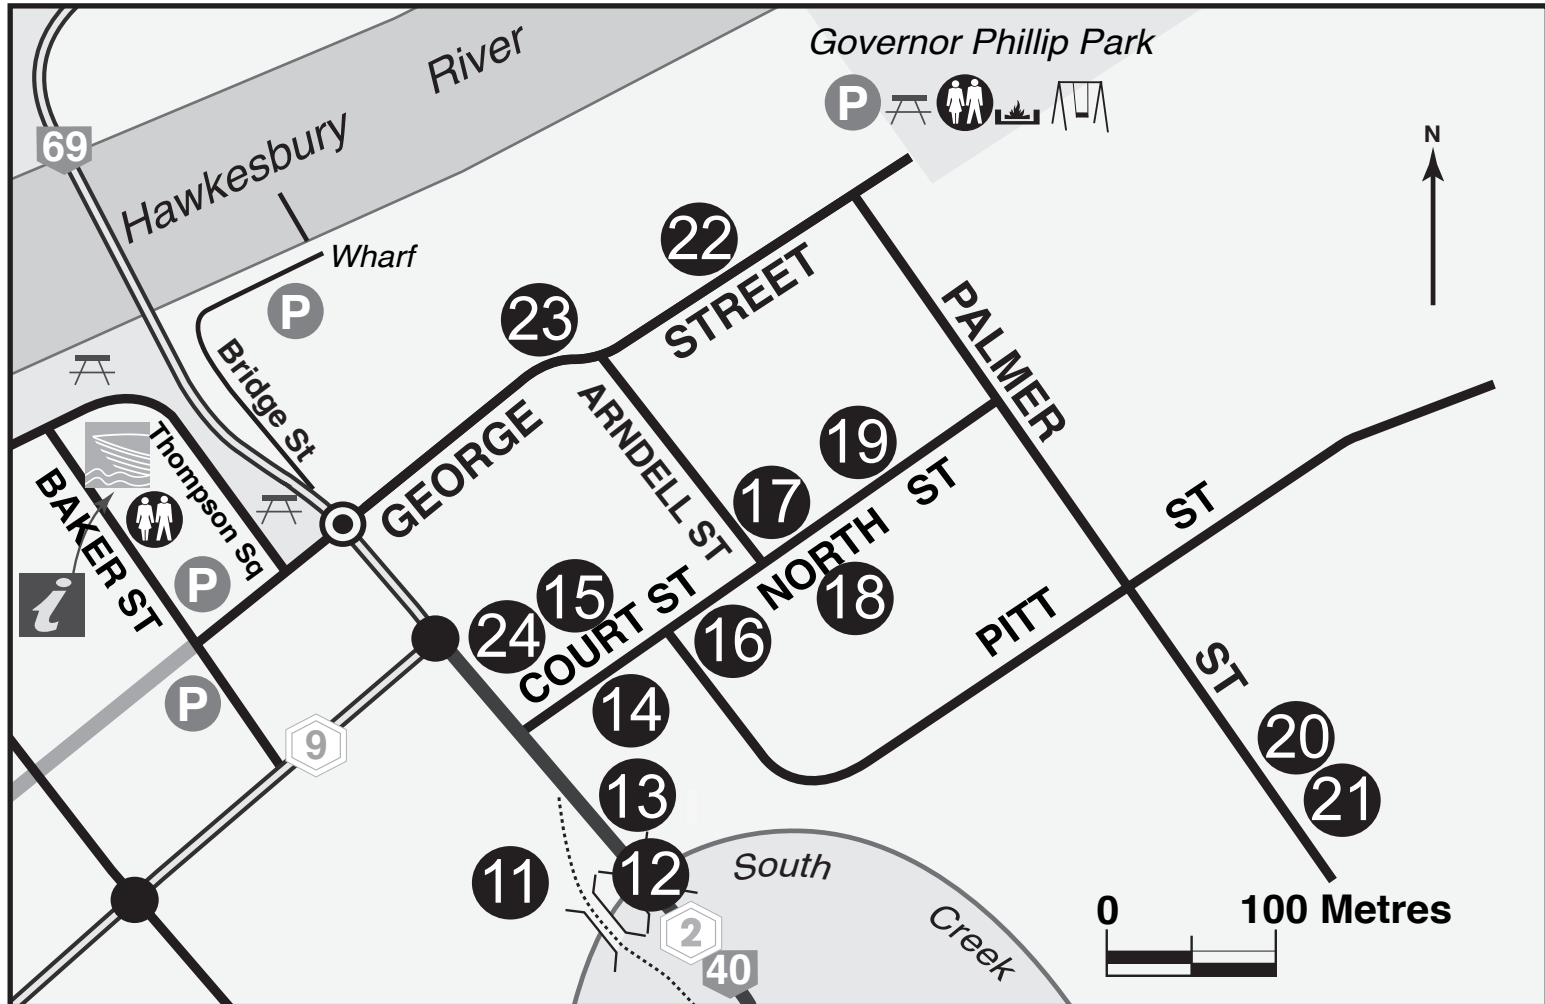 Governor Phillip Park
P
River
Hawkesbury
69
N
Wharf
P
22
23
STREET
GEORGE
Bridge St
PALMER
ST
ARNDELL ST
Thompson Sq
BAKER ST
P
i
P
19
17
NORTH ST
18
15
24
COURT ST
16
PITT ST
14
9
13
20
21
11
12
South
Creek
2
40
0 100 Metres